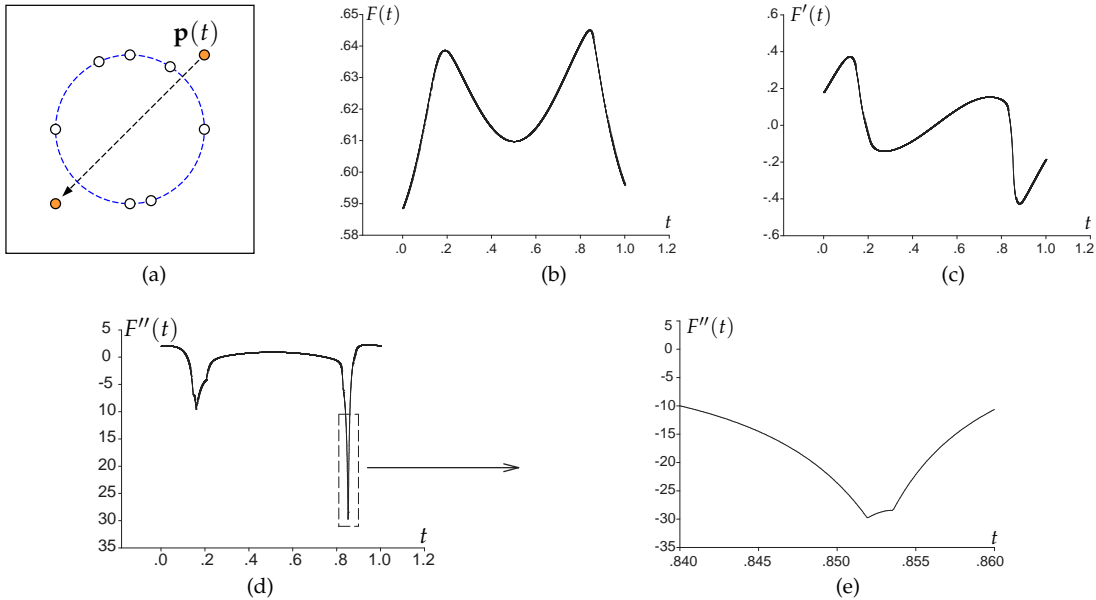 p(t)
(a)
F(t)
.65
.64
.63
.62
.61
.60
.59
.58
.0 .2 .4 .6 .8 1.0 1.2
t
(b)
F′(t)
.6
.4
.2
.0
-.2
-.4
-.6
.0 .2 .4 .6 .8 1.0 1.2
t
(c)
F″(t)
5
0
-5
10
15
20
25
30
35
.0 .2 .4 .6 .8 1.0 1.2
t
(d)
F″(t)
5
0
-5
-10
-15
-20
-25
-30
-35
.840 .845 .850 .855 .860
t
(e)